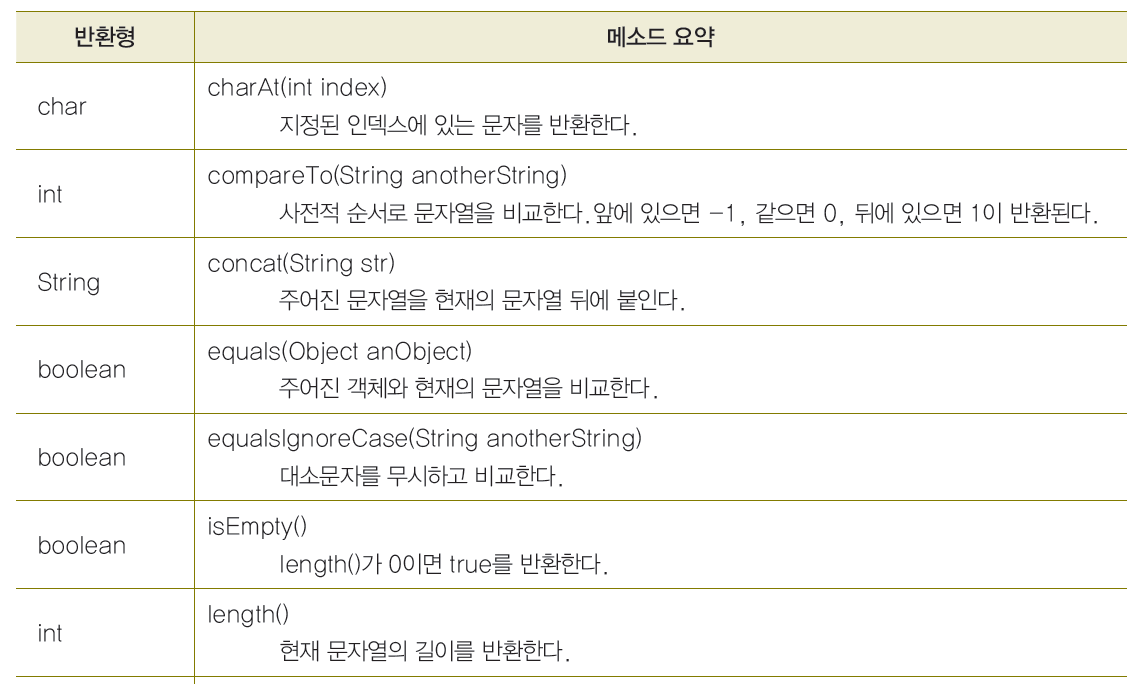 반환형 메소드 요약
char
charAt(int index)
지정된 인덱스에 있는 문자를 반환한다.
int
compareTo(String anotherString)
사전적 순서로 문자열을 비교한다.앞에 있으면 -1, 같으면 0, 뒤에 있으면 1이 반환된다.
String
concat(String str)
주어진 문자열을 현재의 문자열 뒤에 붙인다.
boolean
equals(Object anObject)
주어진 객체와 현재의 문자열을 비교한다.
boolean
equalsIgnoreCase(String anotherString)
대소문자를 무시하고 비교한다.
boolean
isEmpty()
length()가 0이면 true를 반환한다.
int
length()
현재 문자열의 길이를 반환한다.